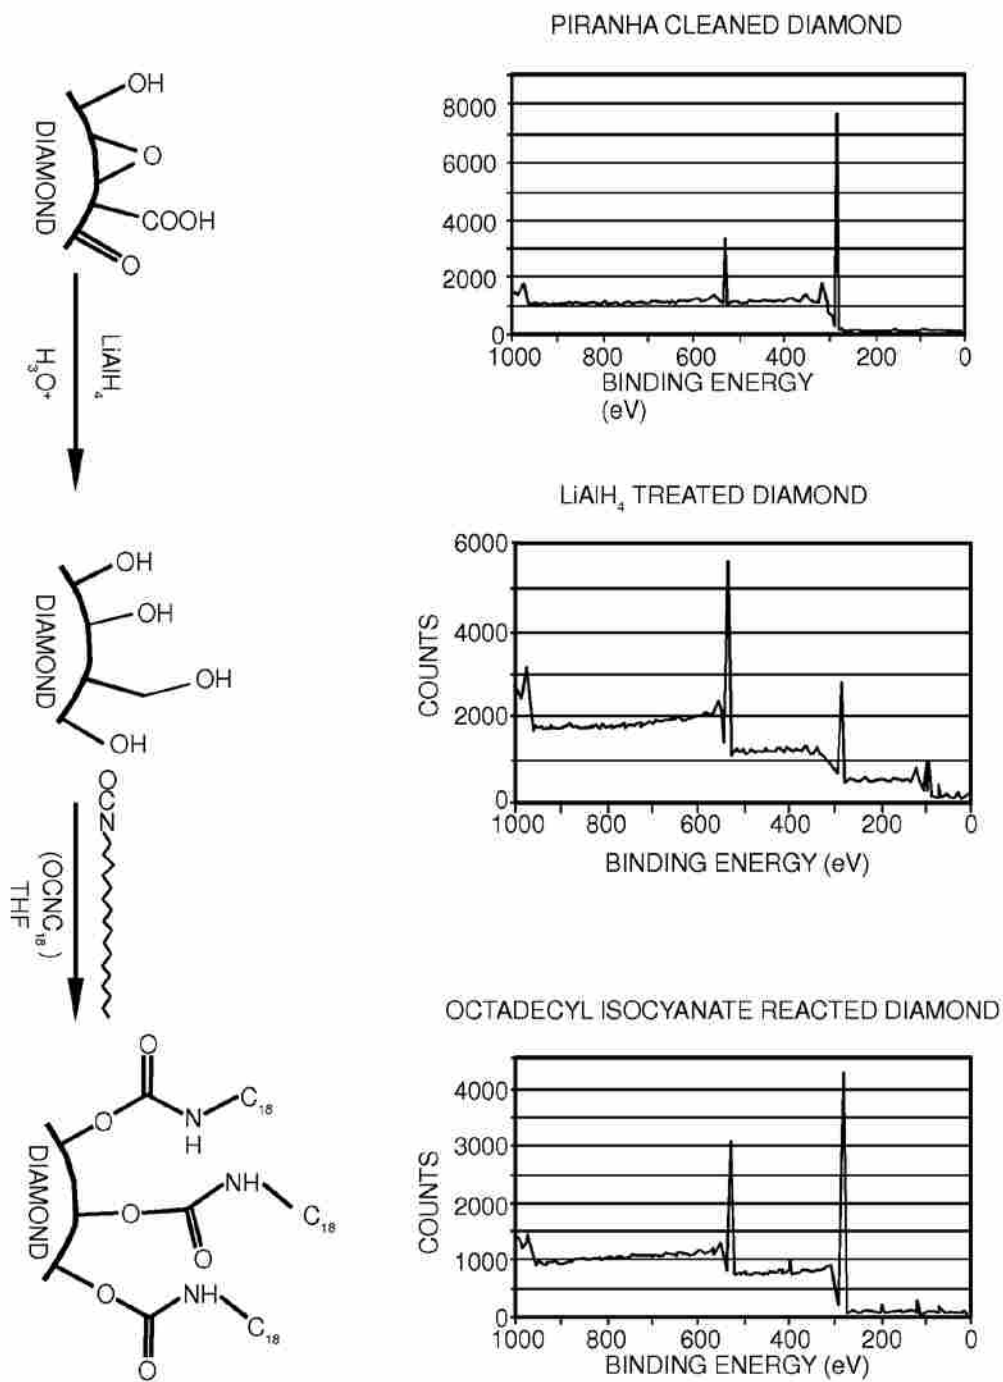 PIRANHA CLEANED DIAMOND
OH
O
COOH
O
DIAMOND
8000
6000
4000
2000
0
1000 800 600 400 200 0
BINDING ENERGY
(eV)
LiAlH₄
H₃O⁺
LiAlH₄ TREATED DIAMOND
OH
OH
OH
OH
DIAMOND
COUNTS
6000
4000
2000
0
1000 800 600 400 200 0
BINDING ENERGY (eV)
OCN
(OCNC₁₈)
THF
OCTADECYL ISOCYANATE REACTED DIAMOND
O
O
N
H
C₁₈
O
NH
C₁₈
O
O
NH
C₁₈
O
DIAMOND
COUNTS
4000
3000
2000
1000
0
1000 800 600 400 200 0
BINDING ENERGY (eV)